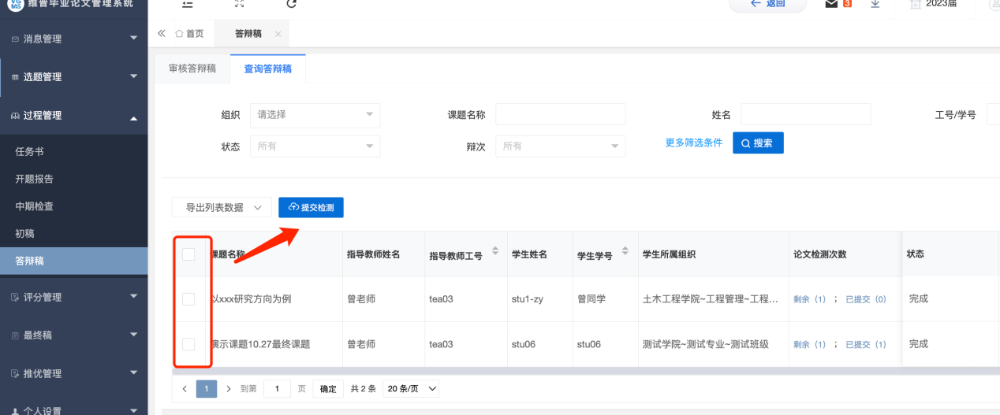 维普毕业论文管理系统
返回
3
2023届
消息管理
选题管理
过程管理
任务书
开题报告
中期检查
初稿
答辩稿
评分管理
最终稿
推优管理
个人设置
首页
答辩稿
审核答辩稿
查询答辩稿
组织 请选择 课题名称 姓名 工号/学号
状态 所有 辩次 所有 更多筛选条件 搜索
导出列表数据 提交检测
课题名称 指导教师姓名 指导教师工号 学生姓名 学生学号 学生所属组织 论文检测次数 状态
以xxx研究方向为例 曾老师 tea03 stu1-zy 曾同学 土木工程学院~工程管理~工程... 剩余（1）； 已提交（0） 完成
演示课题10.27最终课题 曾老师 tea03 stu06 stu06 测试学院~测试专业~测试班级 剩余（1）； 已提交（1） 完成
1 到第 1 页 确定 共 2 条 20 条/页